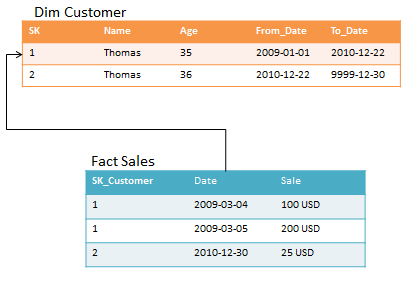 Dim Customer
SK Name Age From_Date To_Date
1 Thomas 35 2009-01-01 2010-12-22
2 Thomas 36 2010-12-22 9999-12-30
Fact Sales
SK_Customer Date Sale
1 2009-03-04 100 USD
1 2009-03-05 200 USD
2 2010-12-30 25 USD